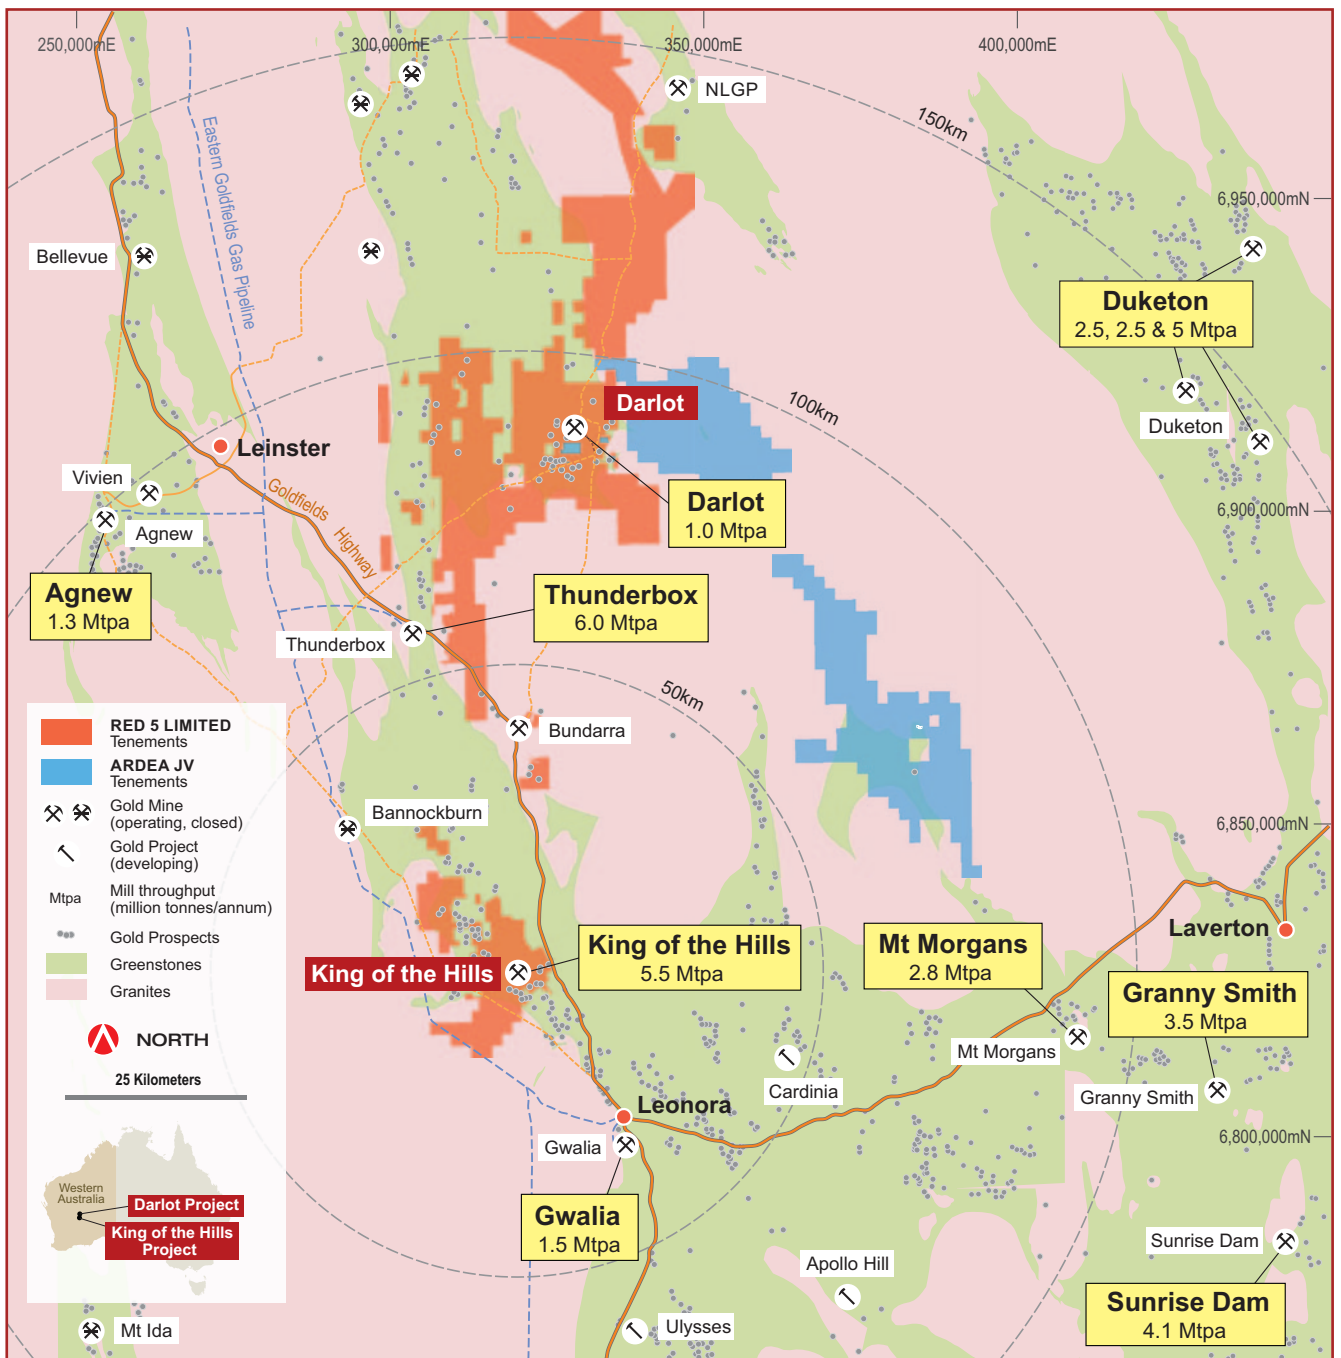 250,000mE
300,000mE
350,000mE
400,000mE
NLGP
150km
Eastern Goldfields Gas Pipeline
6,950,000mN
Bellevue
Duketon
2.5, 2.5 & 5 Mtpa
100km
Darlot
Duketon
Leinster
Vivien
Goldfields Highway
Darlot
1.0 Mtpa
6,900,000mN
Agnew
Agnew
1.3 Mtpa
Thunderbox
6.0 Mtpa
Thunderbox
50km
Bundarra
RED 5 LIMITED
Tenements
ARDEA JV
Tenements
Gold Mine
(operating, closed)
Gold Project
(developing)
Mtpa
Mill throughput
(million tonnes/annum)
Gold Prospects
Greenstones
Granites
NORTH
25 Kilometers
Western
Australia
Darlot Project
King of the Hills
Project
Bannockburn
6,850,000mN
King of the Hills
King of the Hills
5.5 Mtpa
Mt Morgans
2.8 Mtpa
Laverton
Granny Smith
3.5 Mtpa
Mt Morgans
Cardinia
Granny Smith
Leonora
6,800,000mN
Gwalia
Gwalia
1.5 Mtpa
Sunrise Dam
Apollo Hill
Sunrise Dam
4.1 Mtpa
Mt Ida
Ulysses